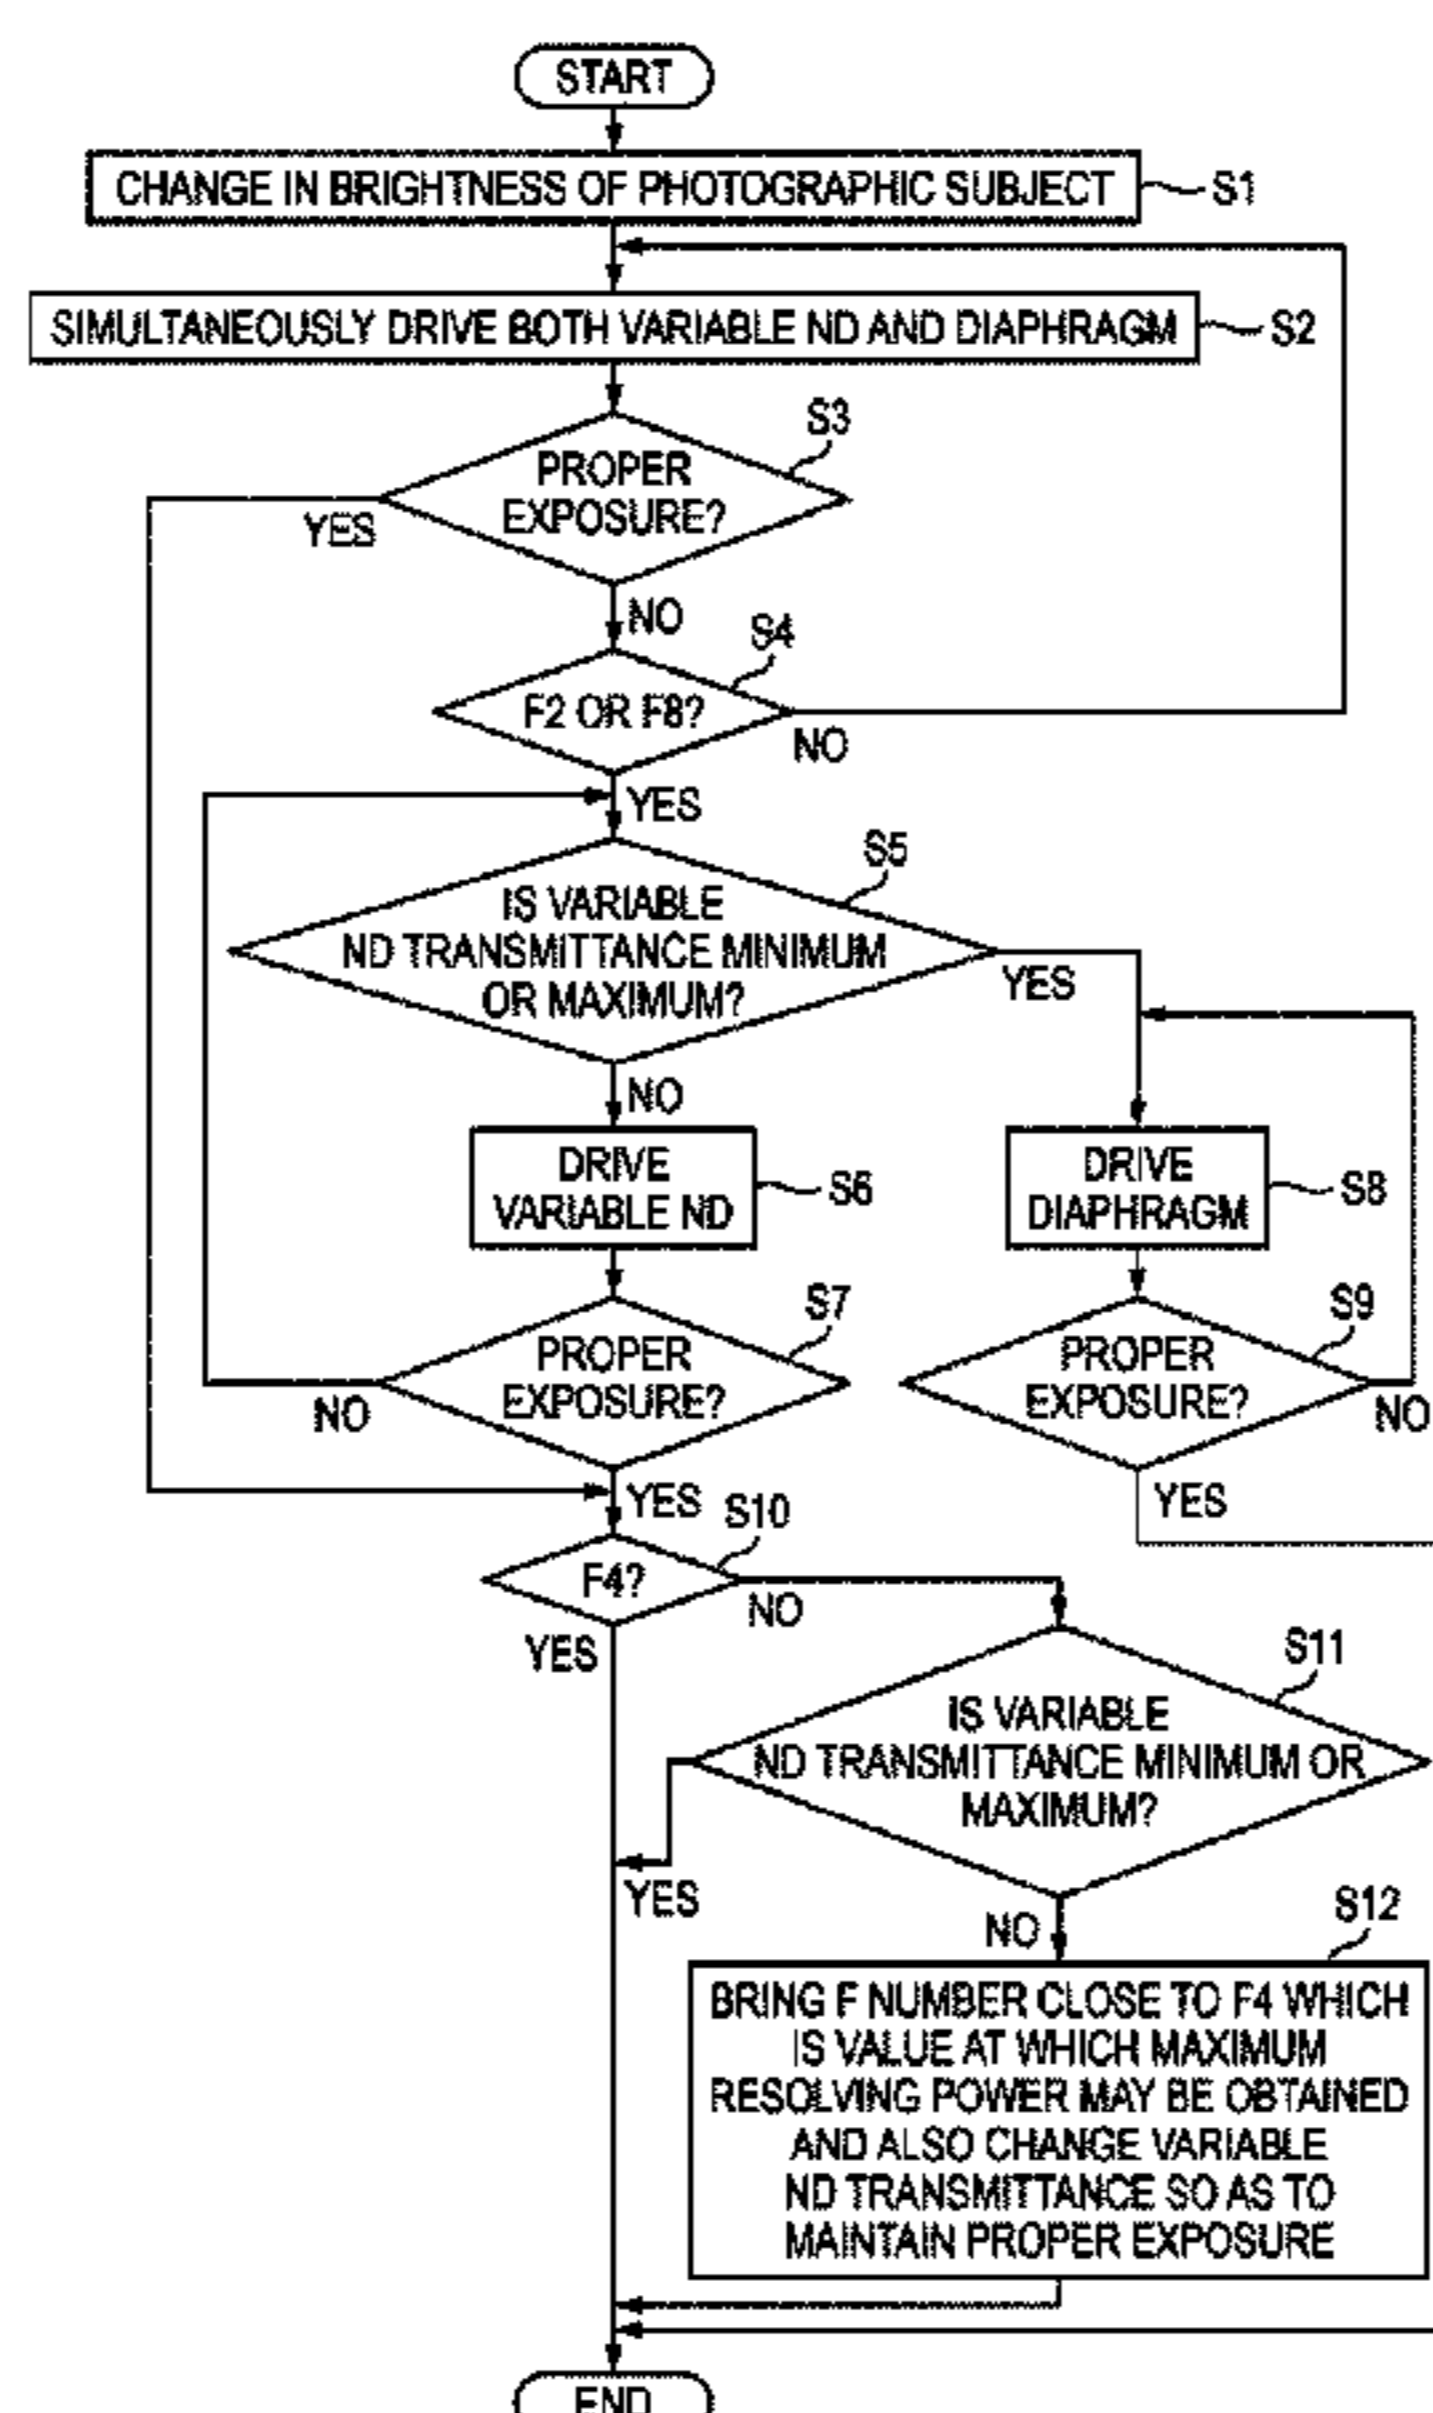 START
CHANGE IN BRIGHTNESS OF PHOTOGRAPHIC SUBJECT
S1
SIMULTANEOUSLY DRIVE BOTH VARIABLE ND AND DIAPHRAGM
S2
S3
PROPER
EXPOSURE?
YES
NO
S4
F2 OR F8?
NO
YES
S5
IS VARIABLE
ND TRANSMITTANCE MINIMUM
OR MAXIMUM?
YES
NO
DRIVE
VARIABLE ND
S6
DRIVE
DIAPHRAGM
S8
S7
PROPER
EXPOSURE?
NO
YES
S9
PROPER
EXPOSURE?
NO
YES
S10
F4?
NO
YES
S11
IS VARIABLE
ND TRANSMITTANCE MINIMUM OR
MAXIMUM?
YES
NO
S12
BRING F NUMBER CLOSE TO F4 WHICH
IS VALUE AT WHICH MAXIMUM
RESOLVING POWER MAY BE OBTAINED
AND ALSO CHANGE VARIABLE
ND TRANSMITTANCE SO AS TO
MAINTAIN PROPER EXPOSURE
END